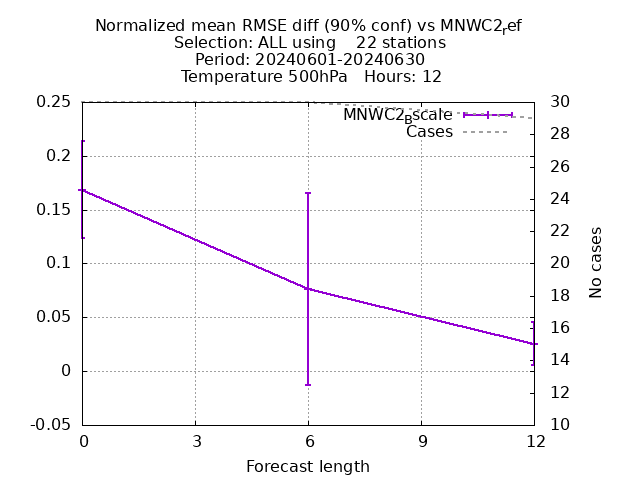 Normalized mean RMSE diff (90% conf) vs MNWC2ref
Selection: ALL using    22 stations
Period: 20240601-20240630
Temperature 500hPa   Hours: 12
MNWC2Bscale
Cases
0.25
0.2
0.15
0.1
0.05
0
-0.05
30
28
26
24
22
20
18
16
14
12
10
No cases
0 3 6 9 12
Forecast length